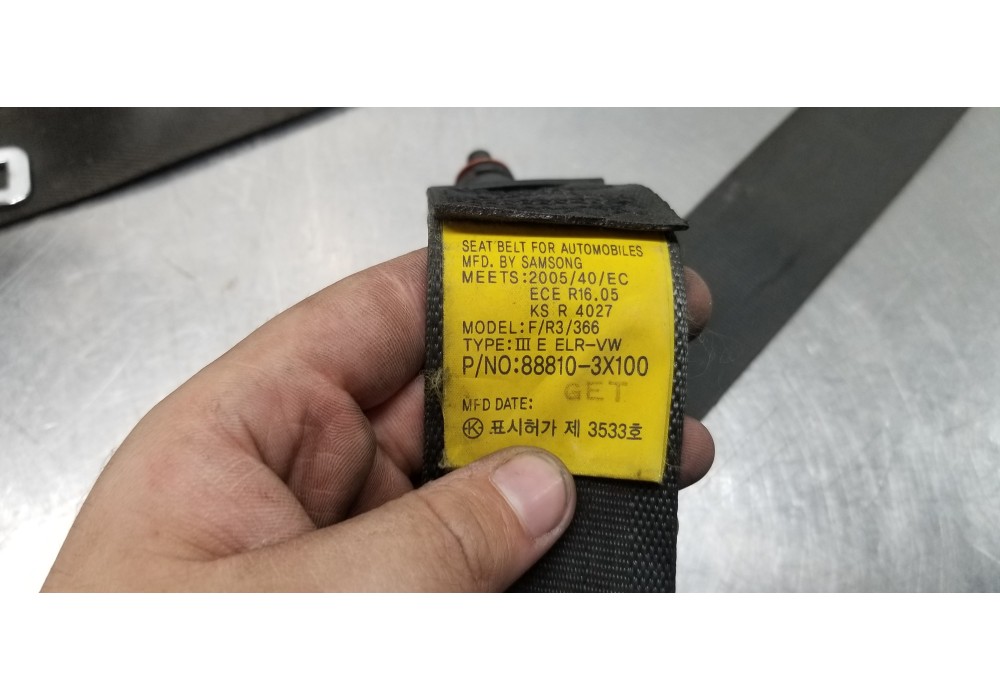 SEAT BELT FOR AUTOMOBILES
MFD. BY SAMSONG
MEETS:2005/40/EC
ECE R16.05
KS R 4027
MODEL:F/R3/366
TYPE:Ⅲ E ELR-VW
P/NO:88810-3X100
GET
MFD DATE:
Ⓚ 표시허가 제 3533호